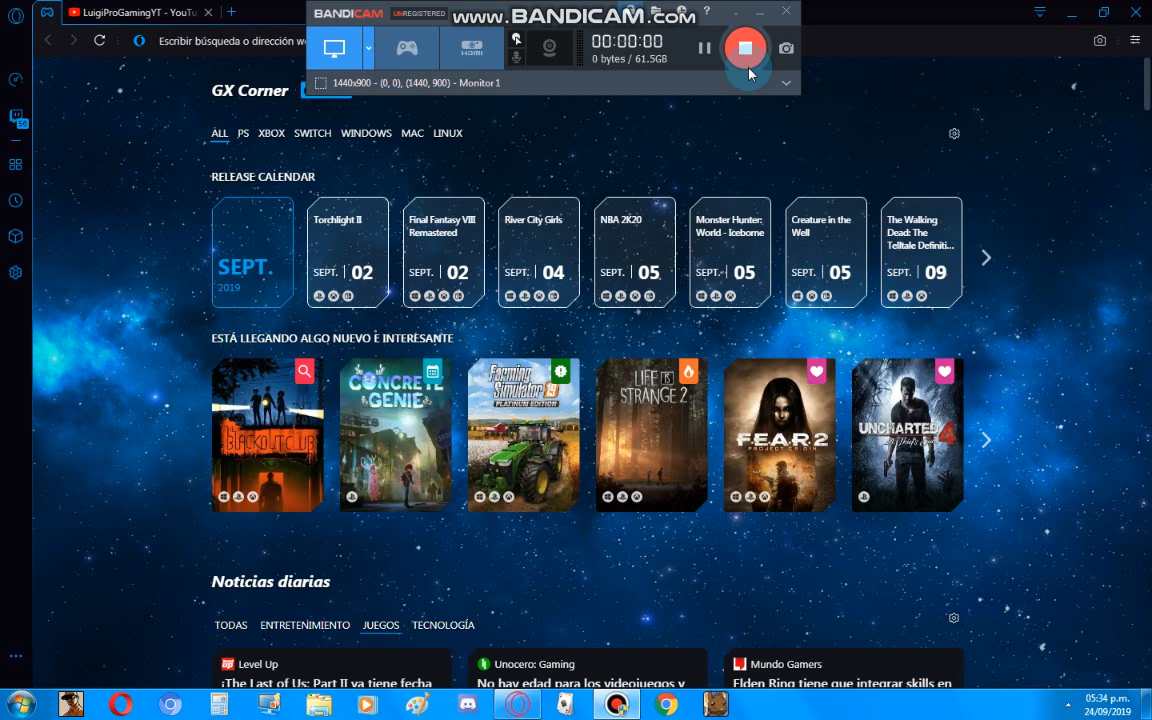 LuigiProGamingYT - YouTu
BANDICAM UNREGISTERED
www.BANDICAM.com
Escribir búsqueda o dirección w
HDMI
00:00:00
0 bytes / 61.5GB
1440x900 - (0, 0), (1440, 900) - Monitor 1
GX Corner
ALL PS XBOX SWITCH WINDOWS MAC LINUX
RELEASE CALENDAR
SEPT.
2019
Torchlight II
SEPT. 02
Final Fantasy VIII
Remastered
SEPT. 02
River City Girls
SEPT. 04
NBA 2K20
SEPT. 05
Monster Hunter:
World - Iceborne
SEPT. 05
Creature in the
Well
SEPT. 05
The Walking
Dead: The
Telltale Definiti...
SEPT. 09
ESTÁ LLEGANDO ALGO NUEVO E INTERESANTE
BLACKOUT CLUB
CONCRETE
GENIE
Farming
Simulator 19
PLATINUM EDITION
LIFE IS
STRANGE 2
F.E.A.R 2
PROJECT ORIGIN
UNCHARTED 4
Noticias diarias
TODAS ENTRETENIMIENTO JUEGOS TECNOLOGÍA
Level Up
¡The Last of Us: Part II ya tiene fecha
Unocero: Gaming
No hay edad para los videojuegos y
Mundo Gamers
Elden Ring tiene que integrar skills en
05:34 p.m.
24/09/2019